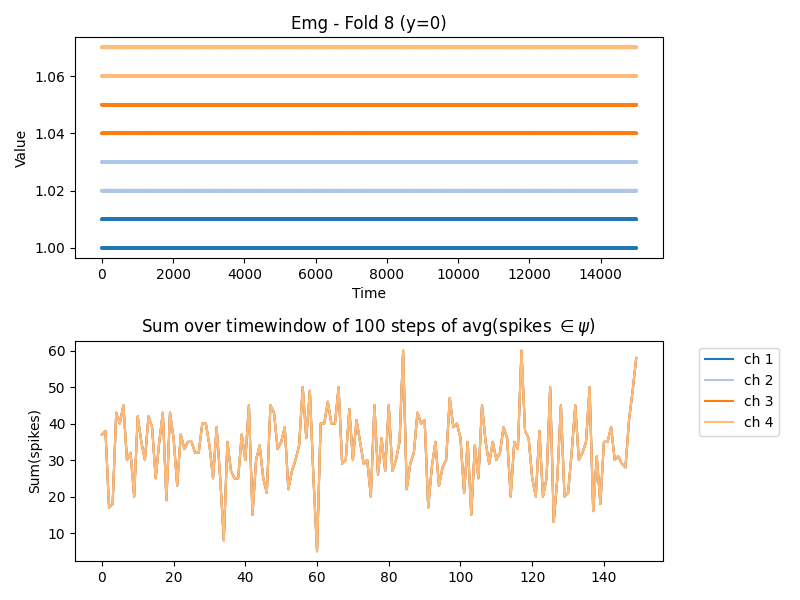 Emg - Fold 8 (y=0)
Value
1.06
1.04
1.02
1.00
0 2000 4000 6000 8000 10000 12000 14000
Time
Sum over timewindow of 100 steps of avg(spikes ∈ ψ)
Sum(spikes)
60
50
40
30
20
10
0 20 40 60 80 100 120 140
ch 1
ch 2
ch 3
ch 4